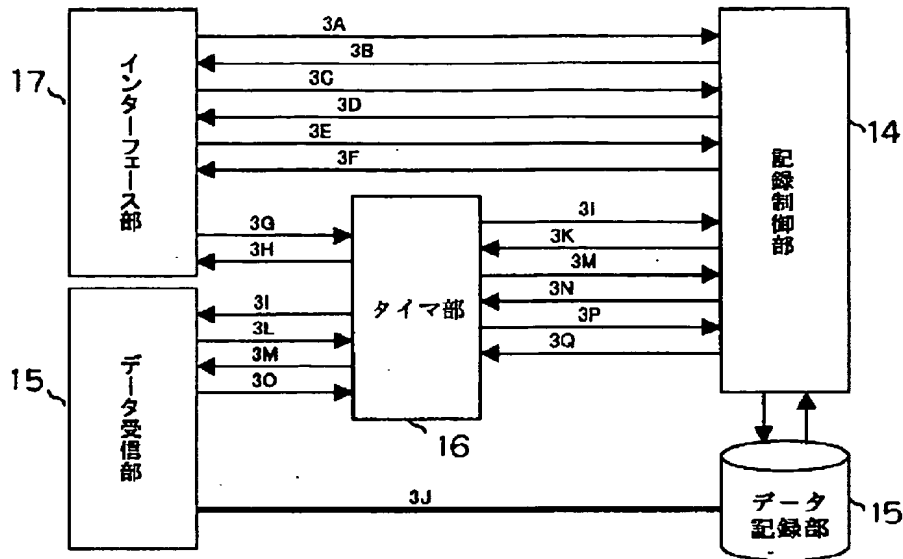 17
インターフェース部
3A
3B
3C
3D
3E
3F
記録制御部
14
3G
3H
タイマ部
16
3I
3K
3M
3N
3P
3Q
15
データ受信部
3I
3L
3M
3O
3J
データ
記録部
15